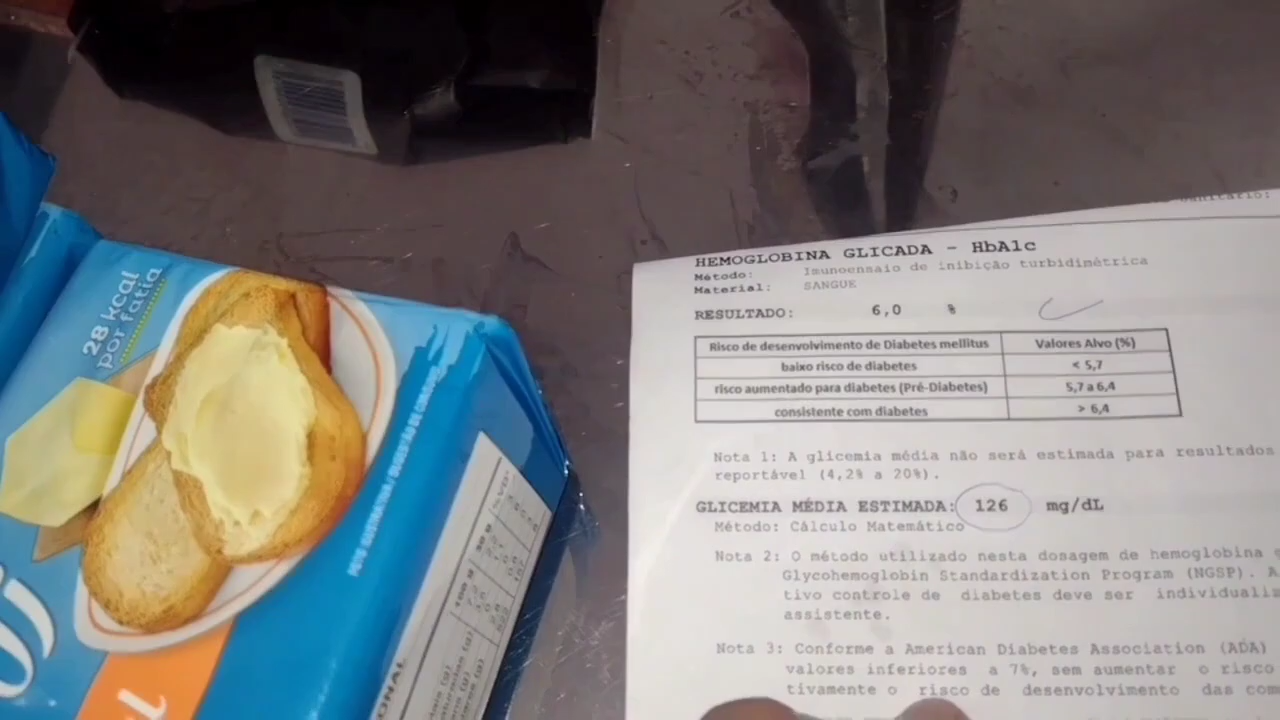 28 kcal
por fatia
HEMOGLOBINA GLICADA - HbA1c
Método: Imunoensaio de inibição turbidimétrica
Material: SANGUE
RESULTADO: 6,0 %
Risco de desenvolvimento de Diabetes mellitus Valores Alvo (%)
baixo risco de diabetes < 5,7
risco aumentado para diabetes (Pré-Diabetes) 5,7 a 6,4
consistente com diabetes > 6,4
Nota 1: A glicemia média não será estimada para resultados
reportável (4,2% a 20%).
GLICEMIA MÉDIA ESTIMADA: 126 mg/dL
Método: Cálculo Matemático
Nota 2: O método utilizado nesta dosagem de hemoglobina
Glycohemoglobin Standardization Program (NGSP). A
tivo controle de diabetes deve ser individuali
assistente.
Nota 3: Conforme a American Diabetes Association (ADA)
valores inferiores a 7%, sem aumentar o risco
tivamente o risco de desenvolvimento das com
100 g 30 g %VD*
ONAL